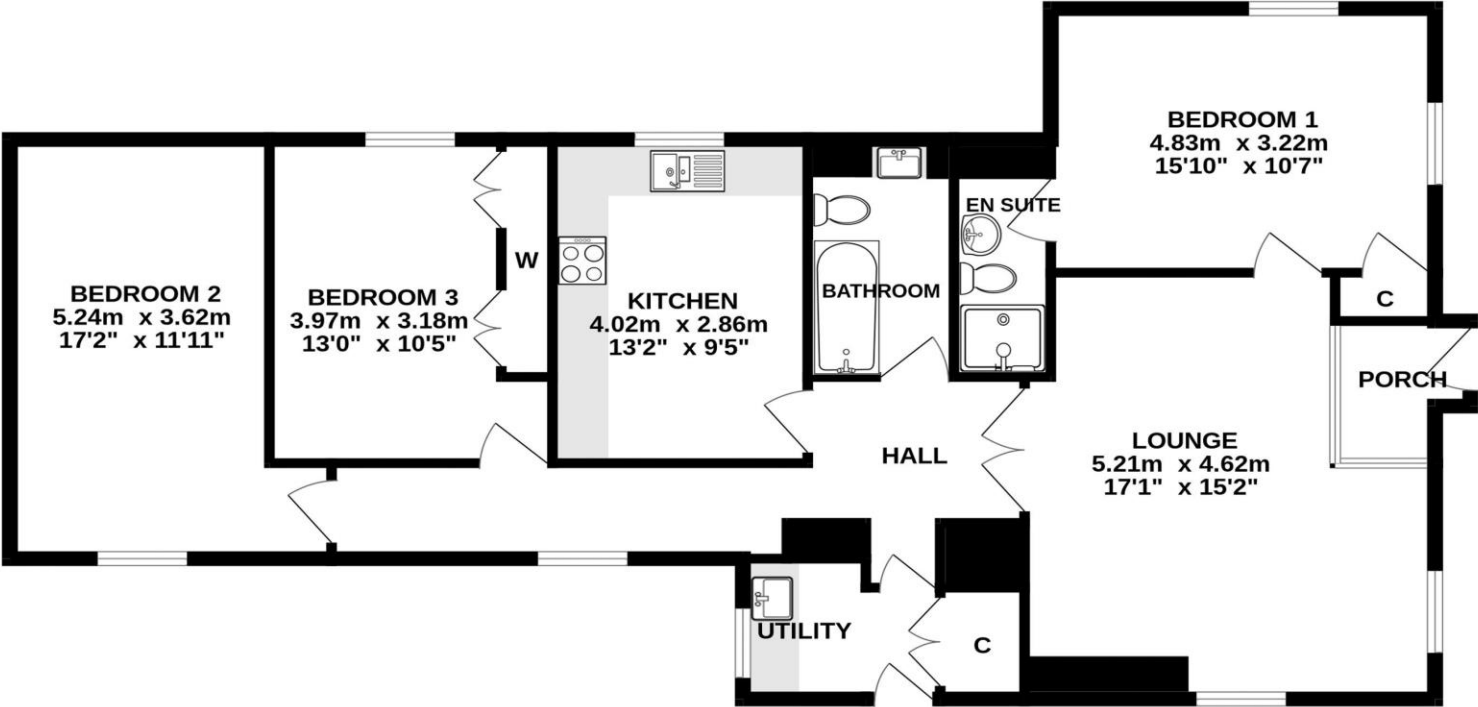 BEDROOM 1
4.83m x 3.22m
15'10" x 10'7"
EN SUITE
W
BEDROOM 2
5.24m x 3.62m
17'2" x 11'11"
BEDROOM 3
3.97m x 3.18m
13'0" x 10'5"
KITCHEN
4.02m x 2.86m
13'2" x 9'5"
BATHROOM
C
PORCH
HALL
LOUNGE
5.21m x 4.62m
17'1" x 15'2"
UTILITY
C